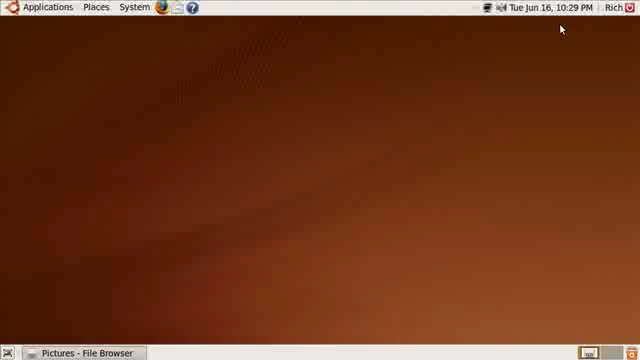 Applications Places System Tue Jun 16, 10:29 PM Rich
Pictures - File Browser